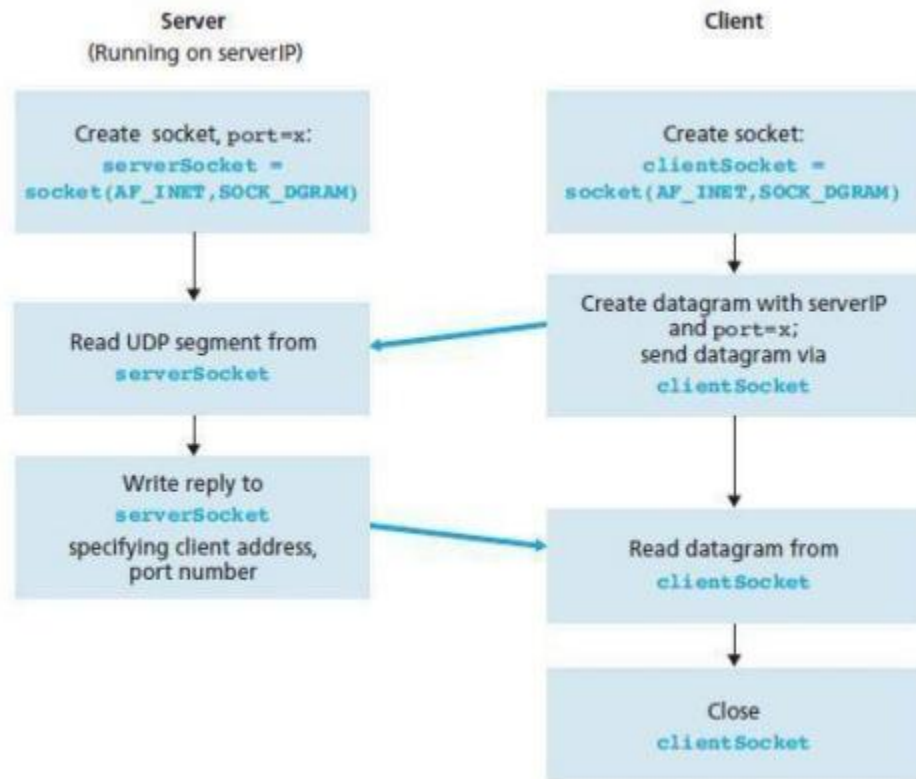 Server
(Running on serverIP)
Create socket, port=x:
serverSocket =
socket(AF_INET,SOCK_DGRAM)
Read UDP segment from
serverSocket
Write reply to
serverSocket
specifying client address,
port number
Client
Create socket:
clientSocket =
socket(AF_INET,SOCK_DGRAM)
Create datagram with serverIP
and port=x;
send datagram via
clientSocket
Read datagram from
clientSocket
Close
clientSocket